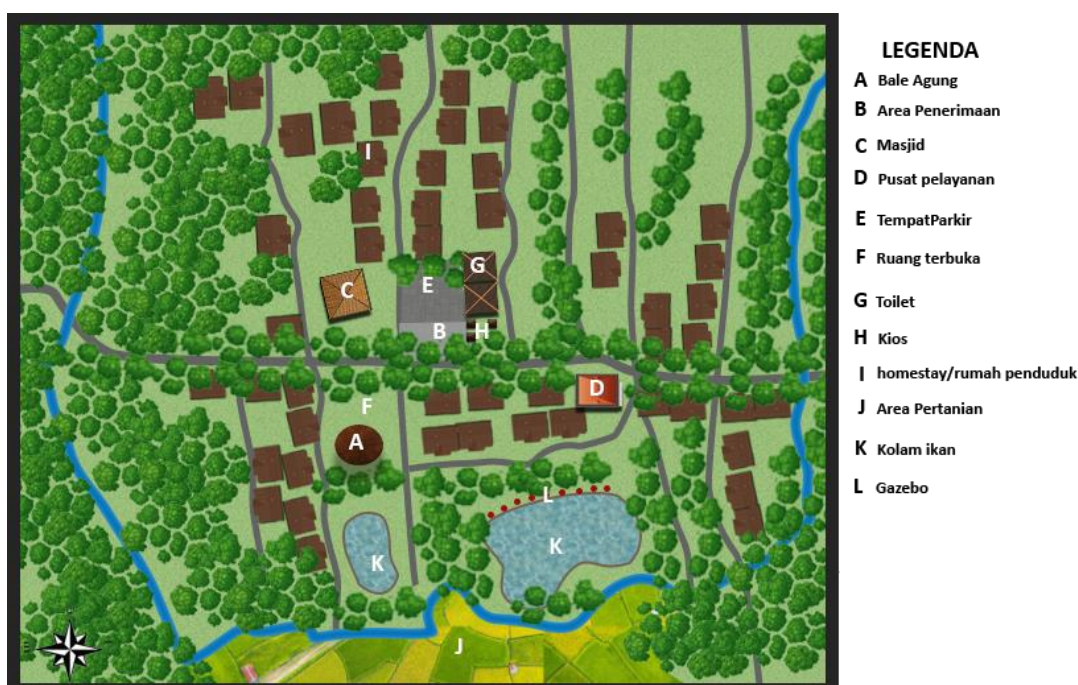 LEGENDA
A Bale Agung
B Area Penerimaan
C Masjid
D Pusat pelayanan
E TempatParkir
F Ruang terbuka
G Toilet
H Kios
I homestay/rumah penduduk
J Area Pertanian
K Kolam ikan
L Gazebo
I
G
C
E
B
H
D
F
A
L
K
K
J